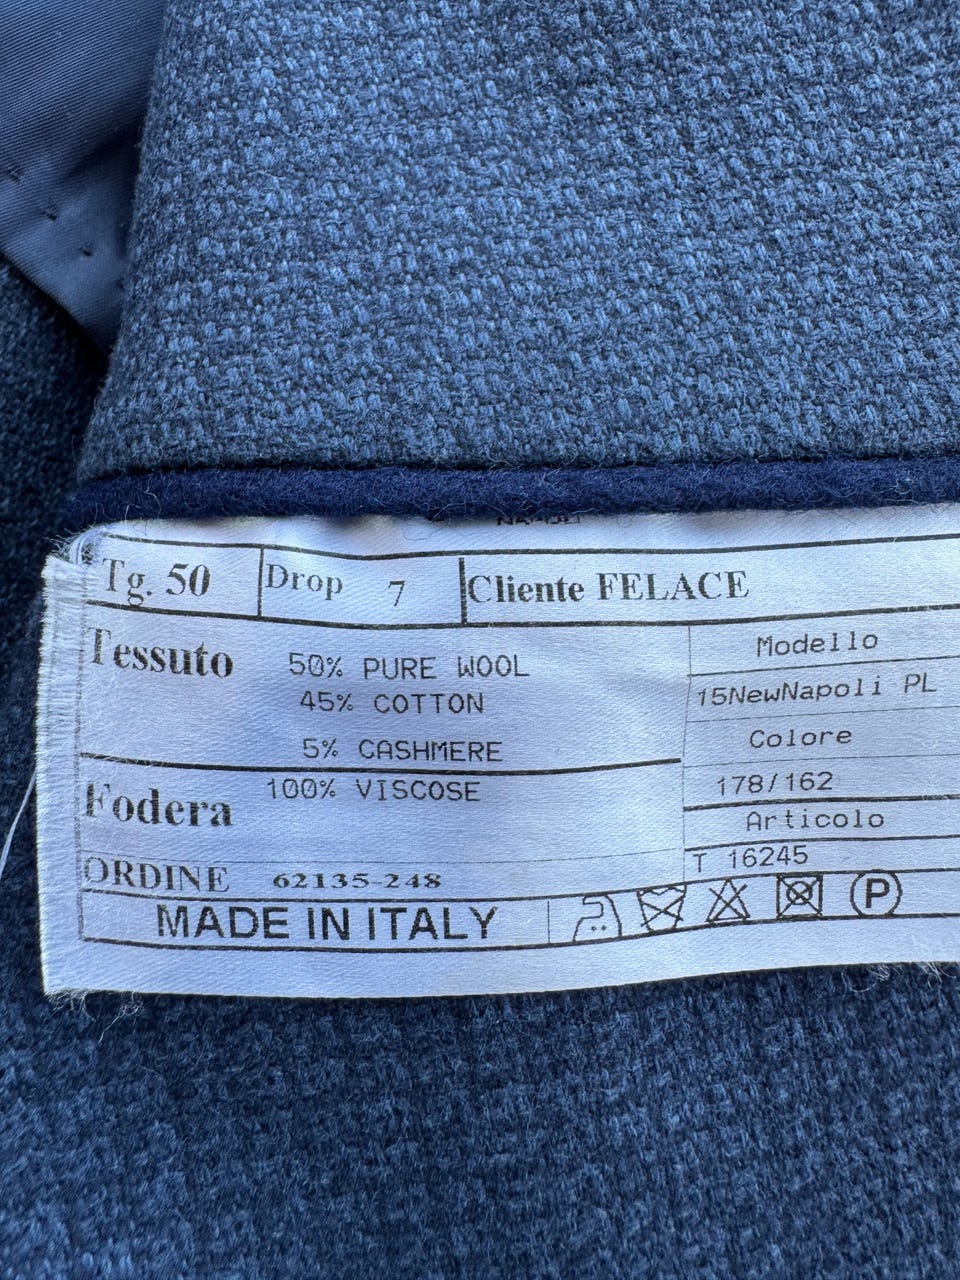 Tg. 50 Drop 7 Cliente FELACE
Tessuto 50% PURE WOOL
45% COTTON
5% CASHMERE
Modello
15NewNapoli PL
Colore
178/162
Articolo
T 16245
Fodera 100% VISCOSE
ORDINE 62135-248
MADE IN ITALY P